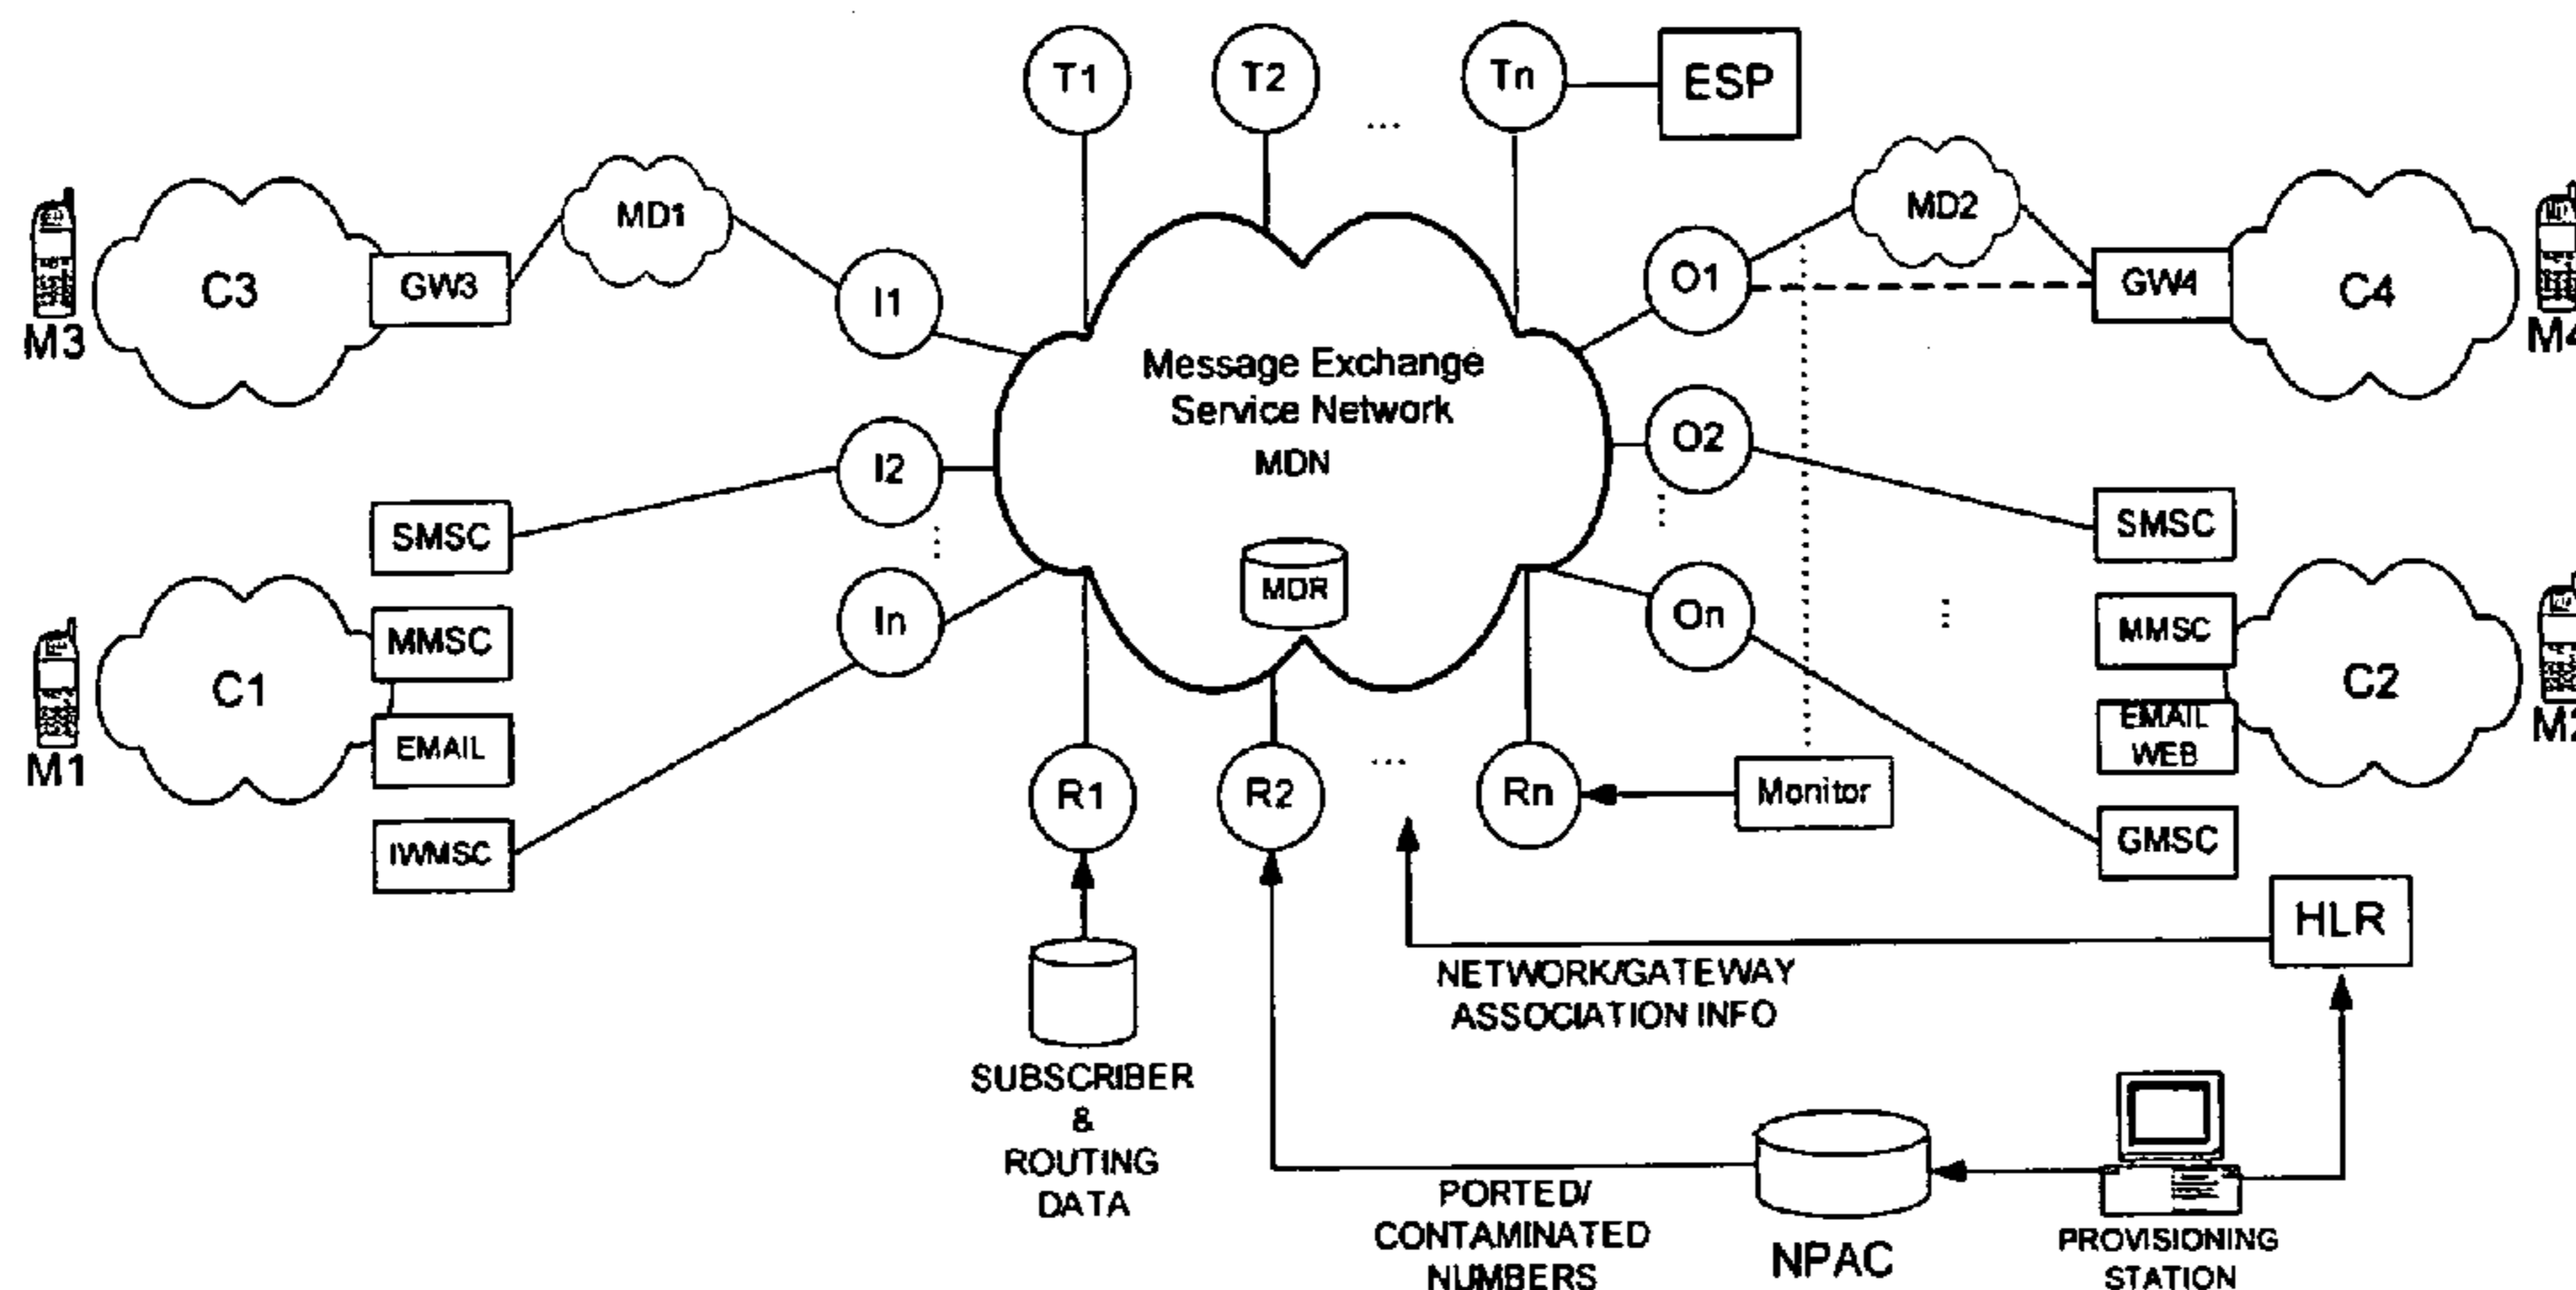 T1
T2
...
Tn
ESP
MD1
MD2
C3
GW3
I1
O1
GW4
C4
M3
Message Exchange
Service Network
MDN
I2
O2
SMSC
SMSC
MDR
In
On
MMSC
MMSC
C1
C2
EMAIL
EMAIL
WEB
M1
R1
R2
...
Rn
Monitor
IWMSC
GMSC
HLR
NETWORK/GATEWAY
ASSOCIATION INFO
SUBSCRIBER
&
ROUTING
DATA
PORTED/
CONTAMINATED
NUMBERS
NPAC
PROVISIONING
STATION